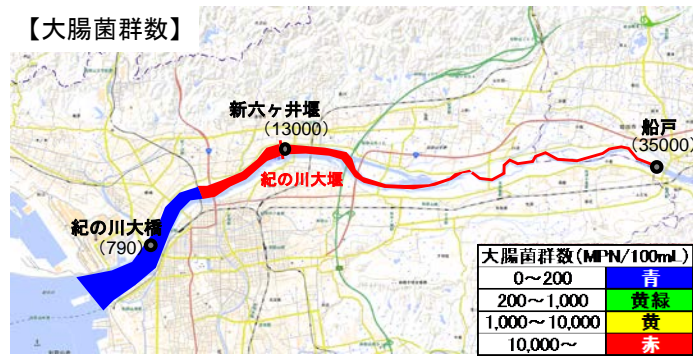 【大腸菌群数】
新六ヶ井堰
(13000)
船戸
(35000)
紀の川大堰
紀の川大橋
(790)
大腸菌群数(MPN/100mL)
0～200 青
200～1,000 黄緑
1,000～10,000 黄
10,000～ 赤